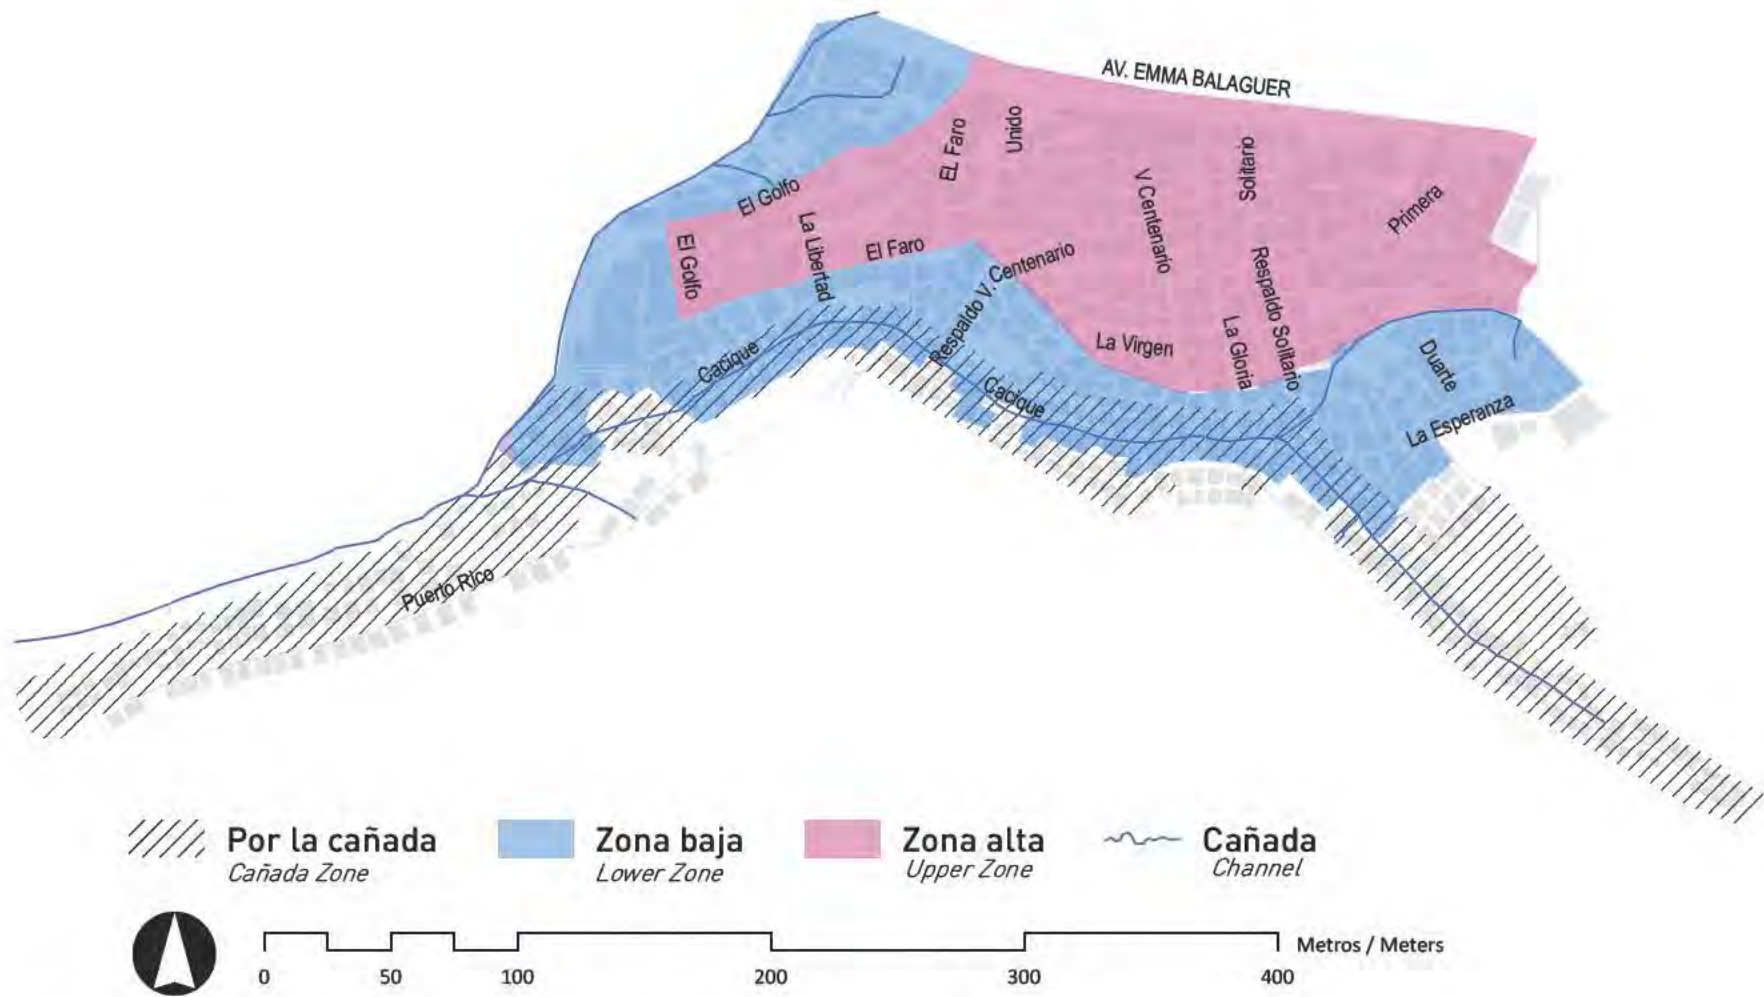 AV. EMMA BALAGUER
Unido
EL Faro
Solitario
V Centenario
Primera
El Golfo
La Libertad
El Golfo
El Faro
Respaldo V. Centenario
Respaldo Solitario
La Gloria
La Virgen
Cacique
Cacique
Duarte
La Esperanza
Puerto Rico
Por la cañada
Cañada Zone
Zona baja
Lower Zone
Zona alta
Upper Zone
Cañada
Channel
0 50 100 200 300 400 Metros / Meters